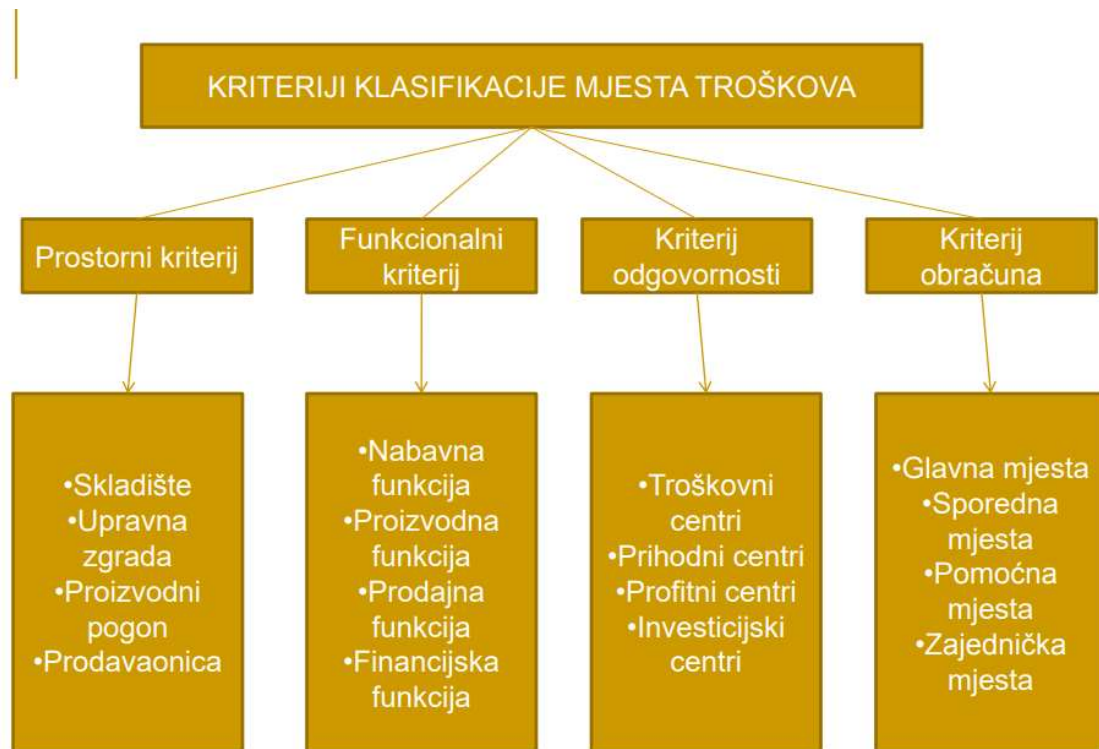 KRITERIJI KLASIFIKACIJE MJESTA TROŠKOVA
Prostorni kriterij
Funkcionalni
kriterij
Kriterij
odgovornosti
Kriterij
obračuna
•Skladište
•Upravna
zgrada
•Proizvodni
pogon
•Prodavaonica
•Nabavna
funkcija
•Proizvodna
funkcija
•Prodajna
funkcija
•Financijska
funkcija
•Troškovni
centri
•Prihodni centri
•Profitni centri
•Investicijski
centri
•Glavna mjesta
•Sporedna
mjesta
•Pomoćna
mjesta
•Zajednička
mjesta